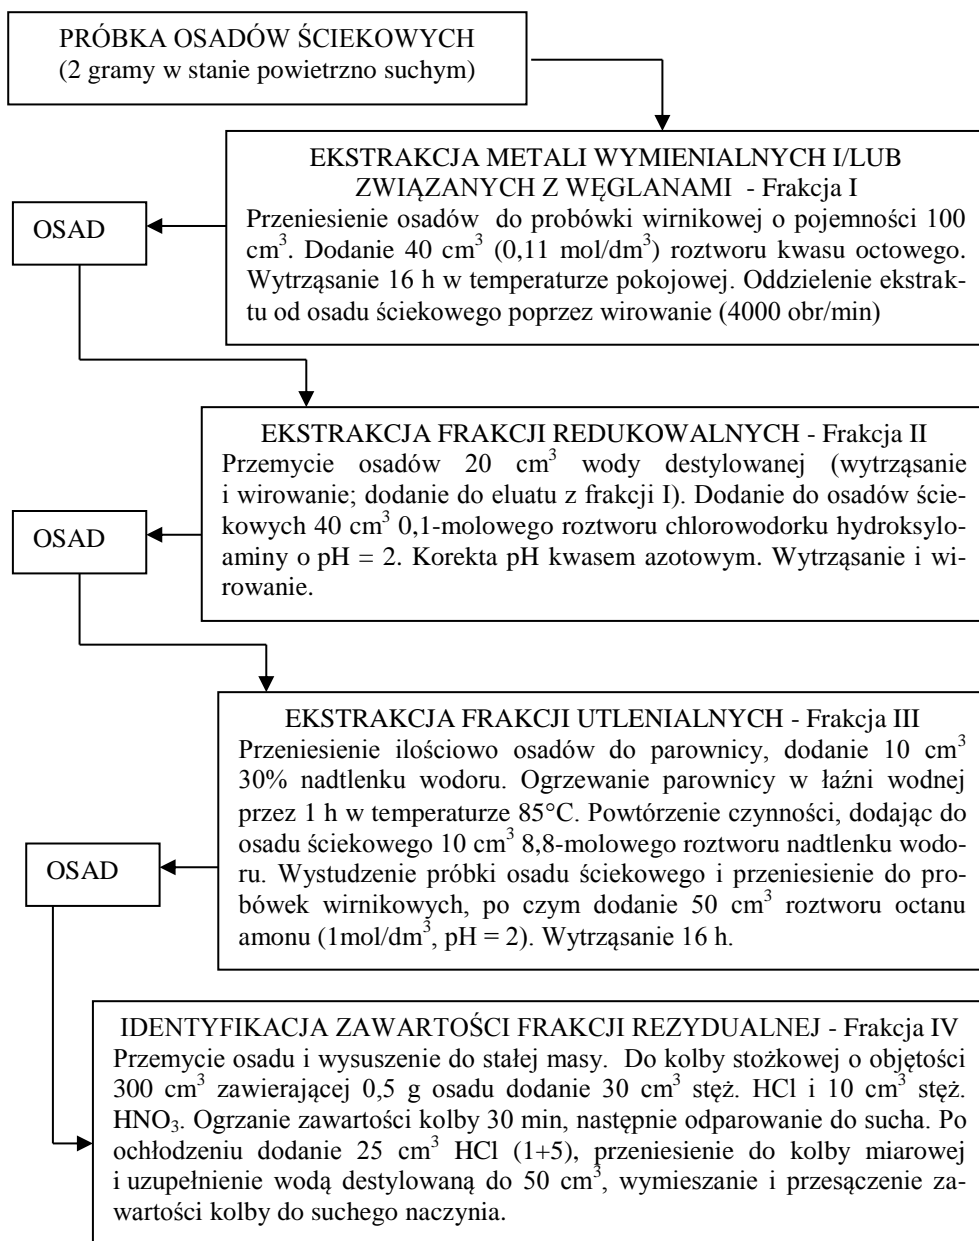 PRÓBKA OSADÓW ŚCIEKOWYCH
(2 gramy w stanie powietrzno suchym)
EKSTRAKCJA METALI WYMIENIALNYCH I/LUB
ZWIĄZANYCH Z WĘGLANAMI - Frakcja I
Przeniesienie osadów do probówki wirnikowej o pojemności 100
cm³. Dodanie 40 cm³ (0,11 mol/dm³) roztworu kwasu octowego.
Wytrząsanie 16 h w temperaturze pokojowej. Oddzielenie ekstrak-
tu od osadu ściekowego poprzez wirowanie (4000 obr/min)
OSAD
EKSTRAKCJA FRAKCJI REDUKOWALNYCH - Frakcja II
Przemycie osadów 20 cm³ wody destylowanej (wytrząsanie
i wirowanie; dodanie do eluatu z frakcji I). Dodanie do osadów ście-
kowych 40 cm³ 0,1-molowego roztworu chlorowodorku hydroksylo-
aminy o pH = 2. Korekta pH kwasem azotowym. Wytrząsanie i wi-
rowanie.
OSAD
EKSTRAKCJA FRAKCJI UTLENIALNYCH - Frakcja III
Przeniesienie ilościowo osadów do parownicy, dodanie 10 cm³
30% nadtlenku wodoru. Ogrzewanie parownicy w łaźni wodnej
przez 1 h w temperaturze 85°C. Powtórzenie czynności, dodając do
osadu ściekowego 10 cm³ 8,8-molowego roztworu nadtlenku wodo-
ru. Wystudzenie próbki osadu ściekowego i przeniesienie do pro-
bówek wirnikowych, po czym dodanie 50 cm³ roztworu octanu
amonu (1mol/dm³, pH = 2). Wytrząsanie 16 h.
OSAD
IDENTYFIKACJA ZAWARTOŚCI FRAKCJI REZYDUALNEJ - Frakcja IV
Przemycie osadu i wysuszenie do stałej masy. Do kolby stożkowej o objętości
300 cm³ zawierającej 0,5 g osadu dodanie 30 cm³ stęż. HCl i 10 cm³ stęż.
HNO₃. Ogrzanie zawartości kolby 30 min, następnie odparowanie do sucha. Po
ochłodzeniu dodanie 25 cm³ HCl (1+5), przeniesienie do kolby miarowej
i uzupełnienie wodą destylowaną do 50 cm³, wymieszanie i przesączenie za-
wartości kolby do suchego naczynia.